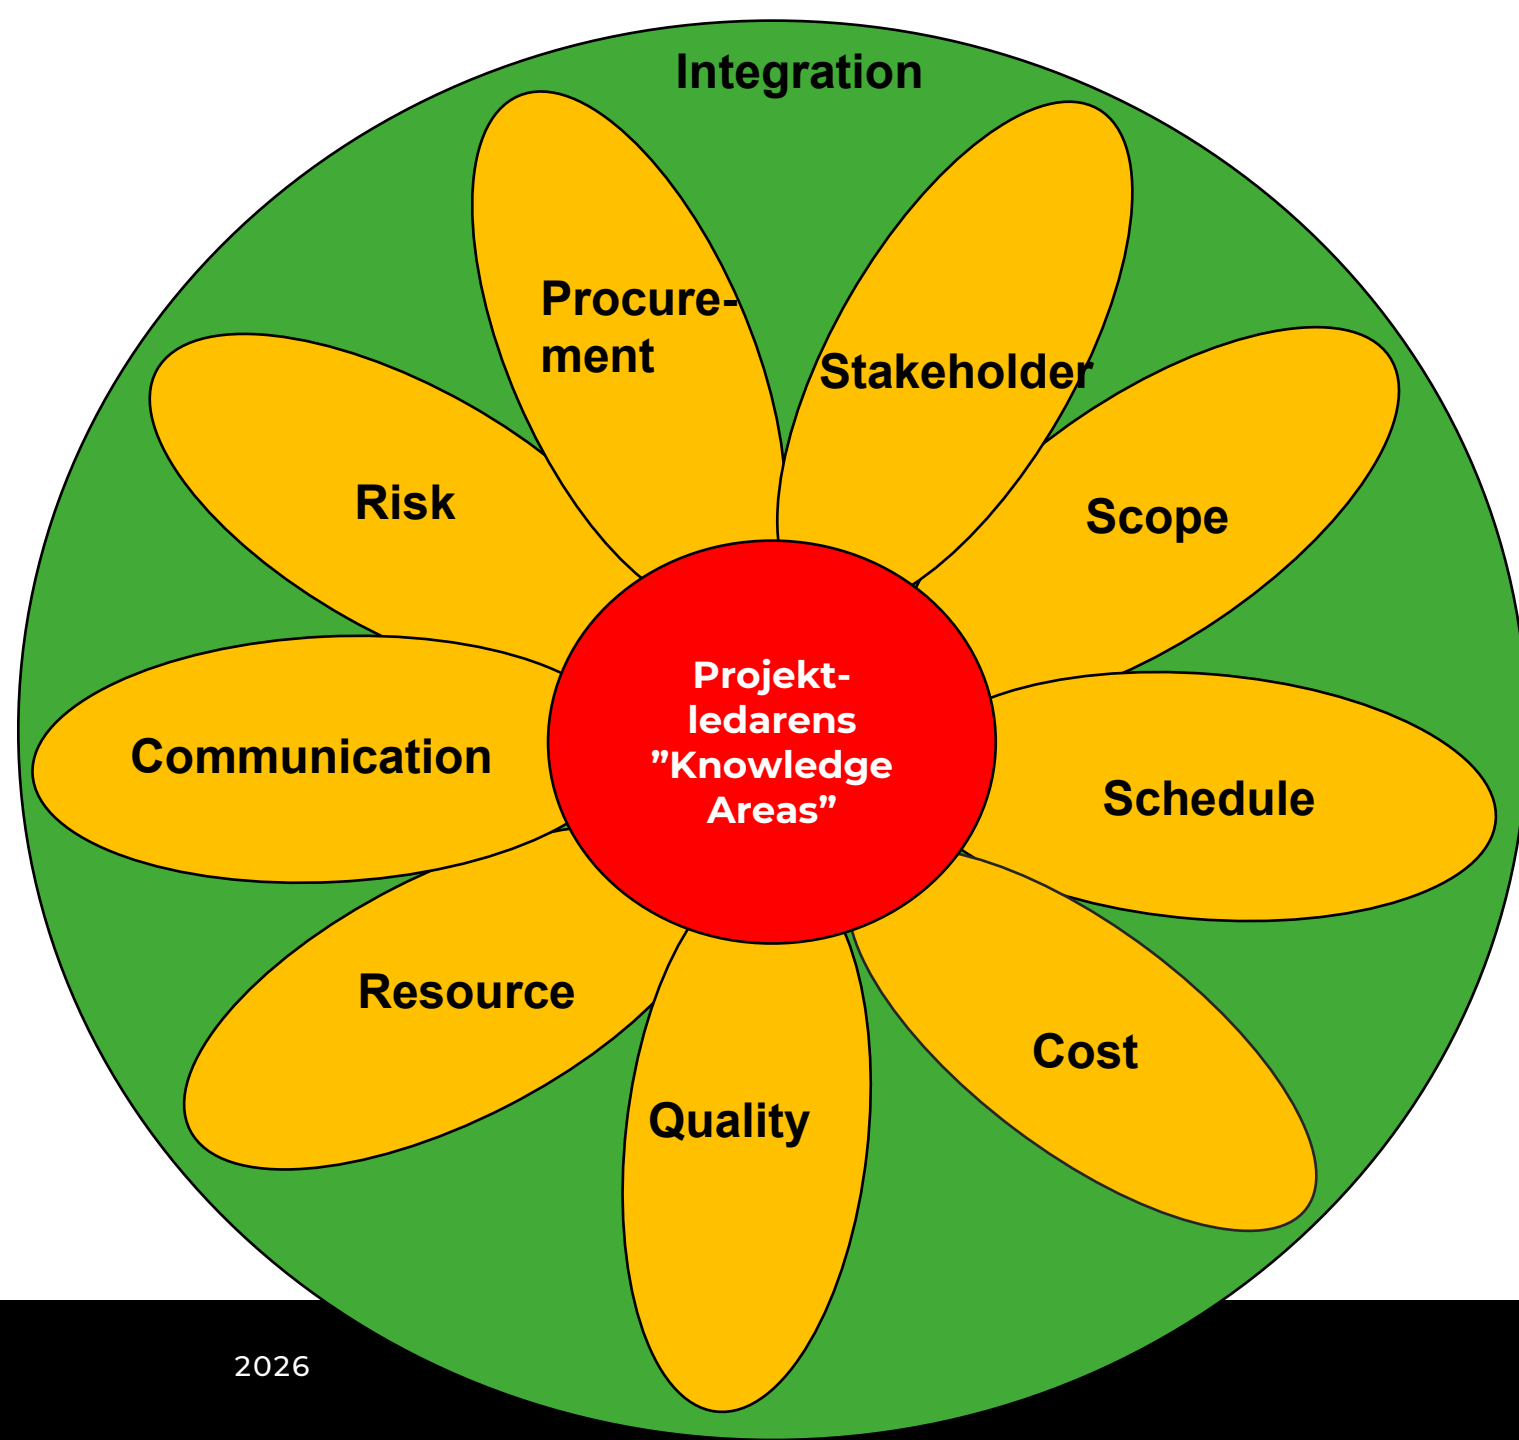 Integration
Procure-
ment
Stakeholder
Risk
Scope
Projekt-
ledarens
”Knowledge
Areas”
Communication
Schedule
Resource
Cost
Quality
2026